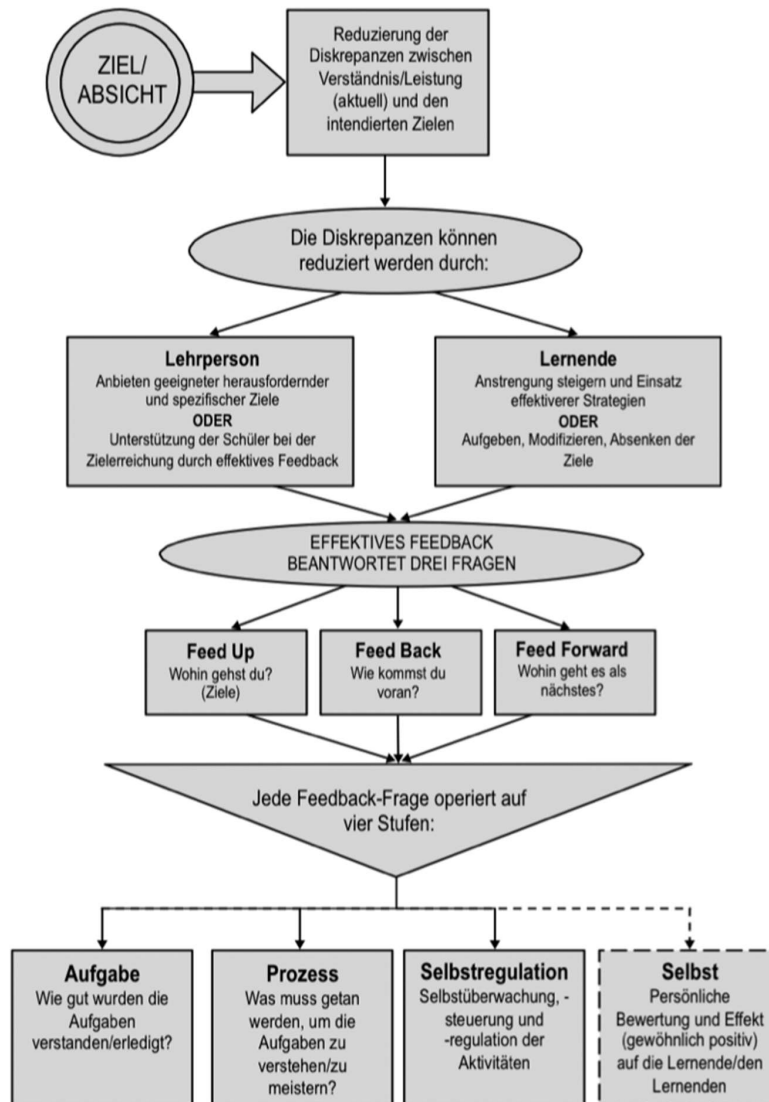 ZIEL/
ABSICHT
Reduzierung der
Diskrepanzen zwischen
Verständnis/Leistung
(aktuell) und den
intendierten Zielen
Die Diskrepanzen können
reduziert werden durch:
Lehrperson
Anbieten geeigneter herausfordernder
und spezifischer Ziele
ODER
Unterstützung der Schüler bei der
Zielerreichung durch effektives Feedback
Lernende
Anstrengung steigern und Einsatz
effektiverer Strategien
ODER
Aufgeben, Modifizieren, Absenken der
Ziele
EFFEKTIVES FEEDBACK
BEANTWORTET DREI FRAGEN
Feed Up
Wohin gehst du?
(Ziele)
Feed Back
Wie kommst du
voran?
Feed Forward
Wohin geht es als
nächstes?
Jede Feedback-Frage operiert auf
vier Stufen:
Aufgabe
Wie gut wurden die
Aufgaben
verstanden/erledigt?
Prozess
Was muss getan
werden, um die
Aufgaben zu
verstehen/zu
meistern?
Selbstregulation
Selbstüberwachung, -
steuerung und
-regulation der
Aktivitäten
Selbst
Persönliche
Bewertung und Effekt
(gewöhnlich positiv)
auf die Lernende/den
Lernenden